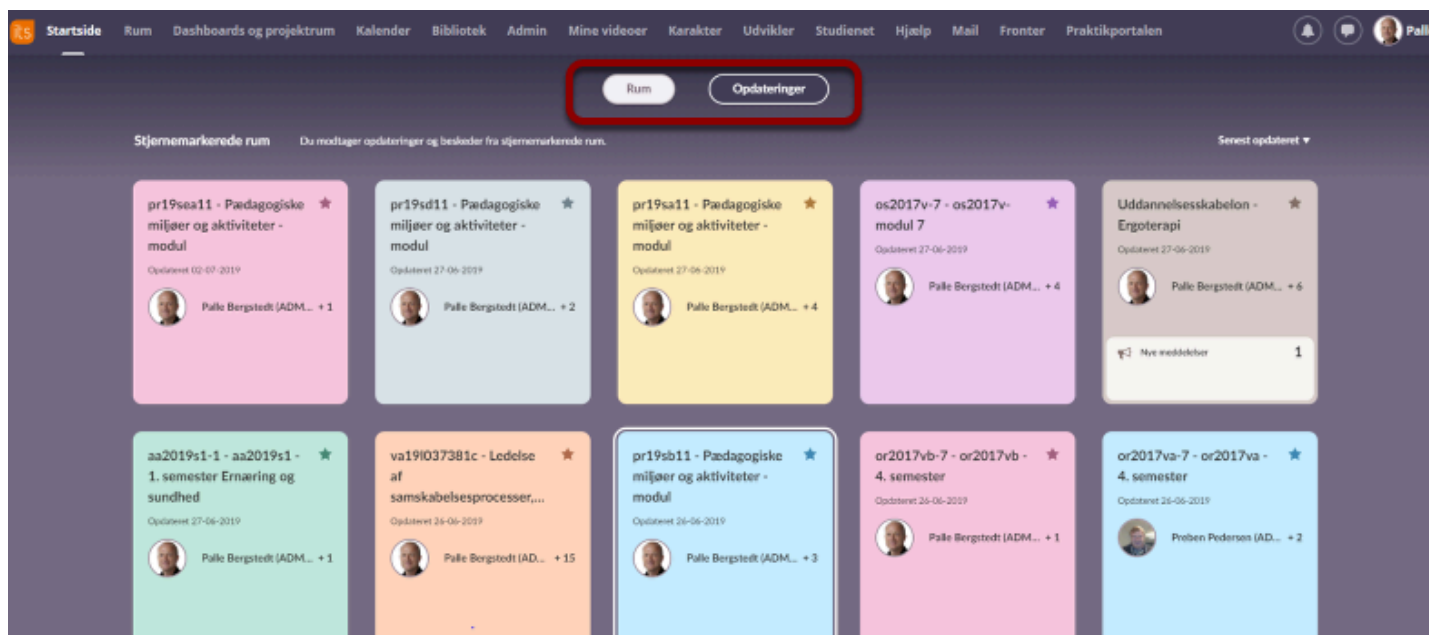 its Startside Rum Dashboards og projektrum Kalender Bibliotek Admin Mine videoer Karakter Udvikler Studienet Hjælp Mail Fronter Praktikportalen Pall
Rum Opdateringer
Stjernemarkerede rum Du modtager opdateringer og beskeder fra stjernemarkerede rum. Senest opdateret
pr19sea11 - Pædagogiske
miljøer og aktiviteter -
modul
Opdateret 02-07-2019
Palle Bergstedt (ADM... + 1
pr19sd11 - Pædagogiske
miljøer og aktiviteter -
modul
Opdateret 27-06-2019
Palle Bergstedt (ADM... + 2
pr19sa11 - Pædagogiske
miljøer og aktiviteter -
modul
Opdateret 27-06-2019
Palle Bergstedt (ADM... + 4
os2017v-7 - os2017v-
modul 7
Opdateret 27-06-2019
Palle Bergstedt (ADM... + 4
Uddannelsesskabelon -
Ergoterapi
Opdateret 27-06-2019
Palle Bergstedt (ADM... + 6
Nye meddelelser 1
aa2019s1-1 - aa2019s1 -
1. semester Ernæring og
sundhed
Opdateret 27-06-2019
Palle Bergstedt (ADM... + 1
va19l037381c - Ledelse
af
samskabelsesprocesser,...
Opdateret 26-06-2019
Palle Bergstedt (AD... + 15
pr19sb11 - Pædagogiske
miljøer og aktiviteter -
modul
Opdateret 26-06-2019
Palle Bergstedt (ADM... + 3
or2017vb-7 - or2017vb -
4. semester
Opdateret 26-06-2019
Palle Bergstedt (ADM... + 1
or2017va-7 - or2017va -
4. semester
Opdateret 26-06-2019
Preben Pedersen (AD... + 2